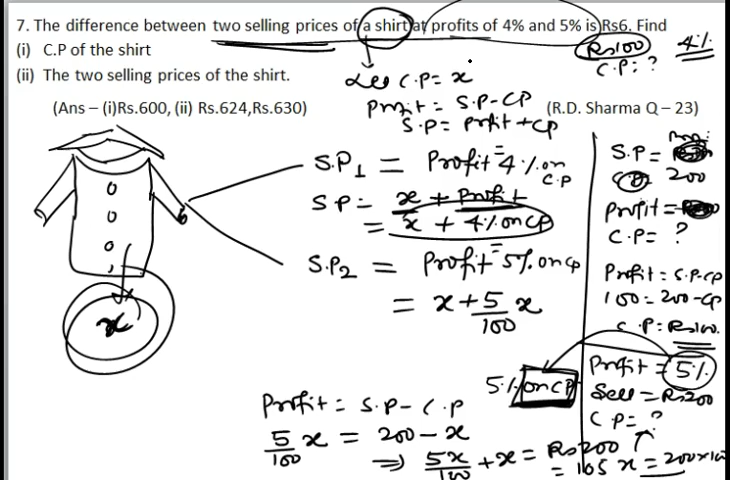 7. The difference between two selling prices of a shirt at profits of 4% and 5% is Rs6. Find
(i) C.P of the shirt
(ii) The two selling prices of the shirt.
(Ans – (i)Rs.600, (ii) Rs.624,Rs.630)
(R.D. Sharma Q – 23)
Rs100 4%
C.P = ?
Let C.P = x
Profit = S.P - CP
S.P = Profit + CP
S.P1 = Profit = 4% on C.P
SP = x + Profit
= x + 4% on CP
S.P2 = Profit = 5% on CP
= x + 5/100 x
x
S.P =
200
Profit =
C.P = ?
Profit = S.P - CP
100 = 200 - CP
C.P = Rs100
Profit = 5%
Sell = Rs200
C P = ?
5% on CP
Profit = S.P - C.P
5/100 x = 200 - x
⇒ 5x/100 + x = Rs200
= 105 x = 200 x 100